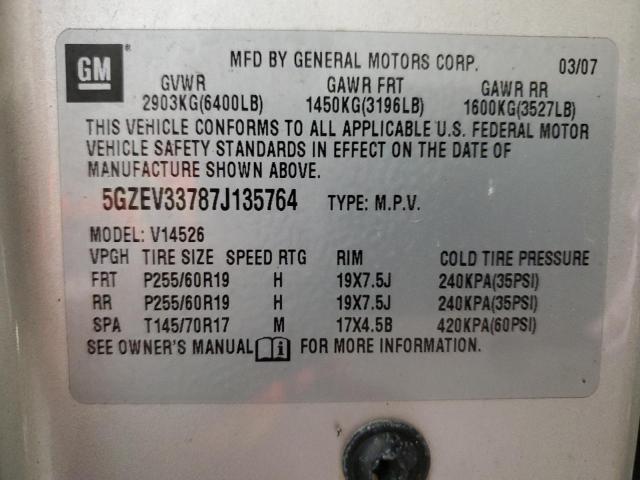 GM ® MFD BY GENERAL MOTORS CORP. 03/07
GVWR GAWR FRT GAWR RR
2903KG(6400LB) 1450KG(3196LB) 1600KG(3527LB)
THIS VEHICLE CONFORMS TO ALL APPLICABLE U.S. FEDERAL MOTOR
VEHICLE SAFETY STANDARDS IN EFFECT ON THE DATE OF
MANUFACTURE SHOWN ABOVE.
5GZEV33787J135764 TYPE: M.P.V.
MODEL: V14526
VPGH TIRE SIZE SPEED RTG RIM COLD TIRE PRESSURE
FRT P255/60R19 H 19X7.5J 240KPA(35PSI)
RR P255/60R19 H 19X7.5J 240KPA(35PSI)
SPA T145/70R17 M 17X4.5B 420KPA(60PSI)
SEE OWNER'S MANUAL i FOR MORE INFORMATION.